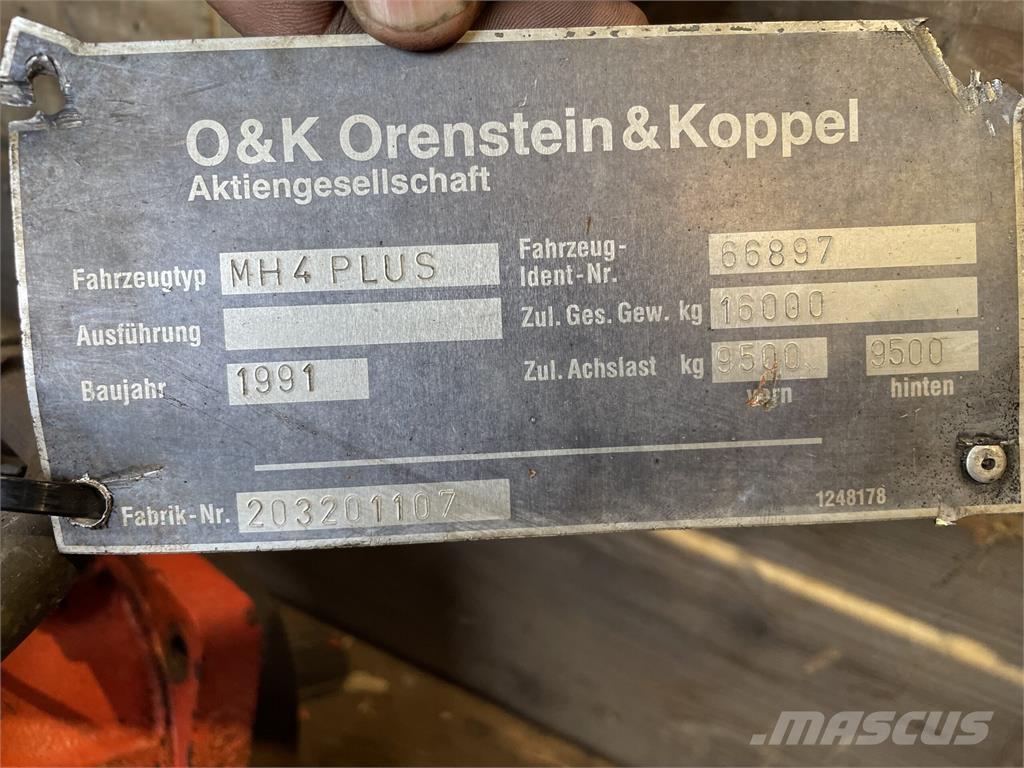 O&K Orenstein & Koppel
Aktiengesellschaft
Fahrzeugtyp MH4 PLUS
Ausführung
Baujahr 1991
Fahrzeug-
Ident-Nr. 66897
Zul. Ges. Gew. kg 16000
Zul. Achslast kg 9500 9500
vorn hinten
Fabrik-Nr. 203201107
1248178
MASCUS